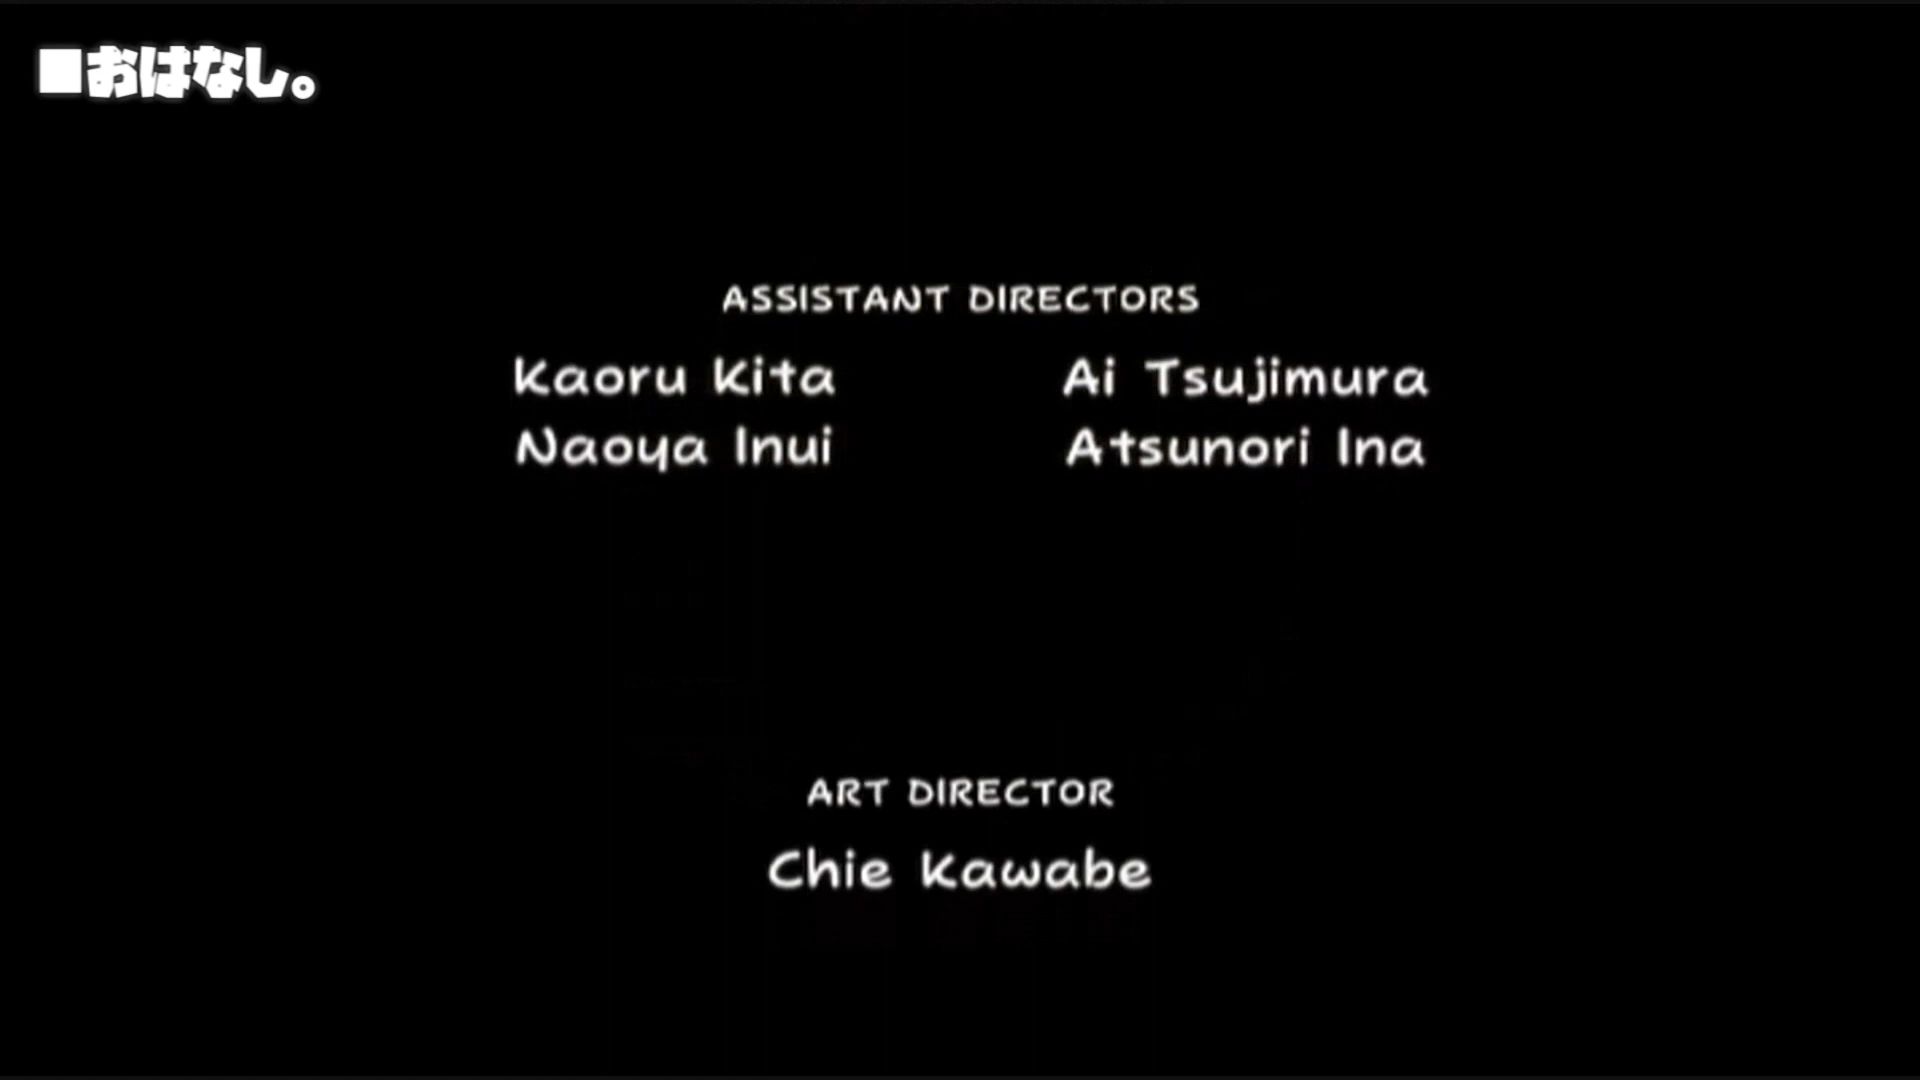 ■おはなし。
ASSISTANT DIRECTORS
Kaoru Kita Ai Tsujimura
Naoya Inui Atsunori Ina
ART DIRECTOR
Chie Kawabe